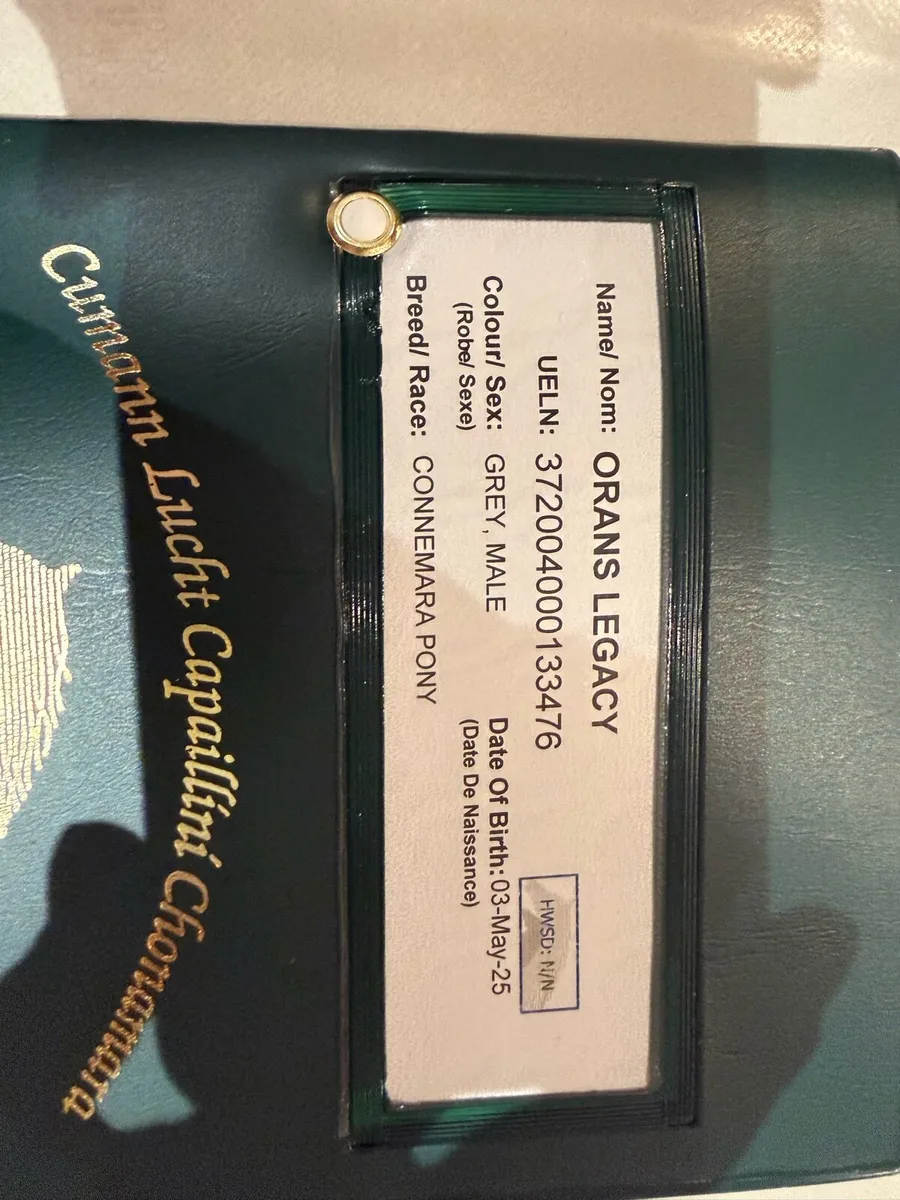 Name/ Nom: ORANS LEGACY
UELN: 372004000133476
HWSD: N/N
Colour/ Sex: GREY, MALE Date Of Birth: 03-May-25
(Robe/ Sexe) (Date De Naissance)
Breed/ Race: CONNEMARA PONY
Cumann Lucht Capaillíní Chonamara